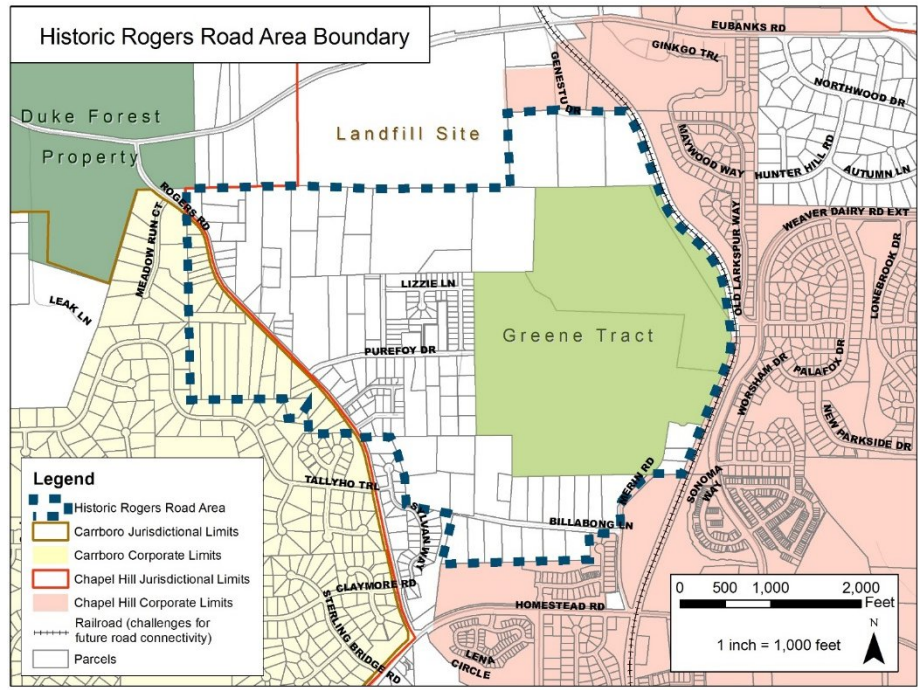 Historic Rogers Road Area Boundary
EUBANKS RD
GINKGO TRL
GENESTU DR
NORTHWOOD DR
Duke Forest
Property
Landfill Site
MAYWOOD WAY
HUNTER HILL RD
AUTUMN LN
ROGERS RD
MEADOW RUN CT
WEAVER DAIRY RD EXT
OLD LARKSPUR WAY
LONEBROOK DR
LEAK LN
LIZZIE LN
Greene Tract
PUREFOY DR
WORSHAM DR
PALAFOX DR
NEW PARKSIDE DR
TALLYHO TRL
MERIN RD
SONOMA WAY
SYLVAN WAY
BILLABONG LN
CLAYMORE RD
HOMESTEAD RD
STERLING BRIDGE RD
LENA CIRCLE
Legend
Historic Rogers Road Area
Carrboro Jurisdictional Limits
Carrboro Corporate Limits
Chapel Hill Jurisdictional Limits
Chapel Hill Corporate Limits
Railroad (challenges for
future road connectivity)
Parcels
0 500 1,000 2,000
Feet
N
1 inch = 1,000 feet